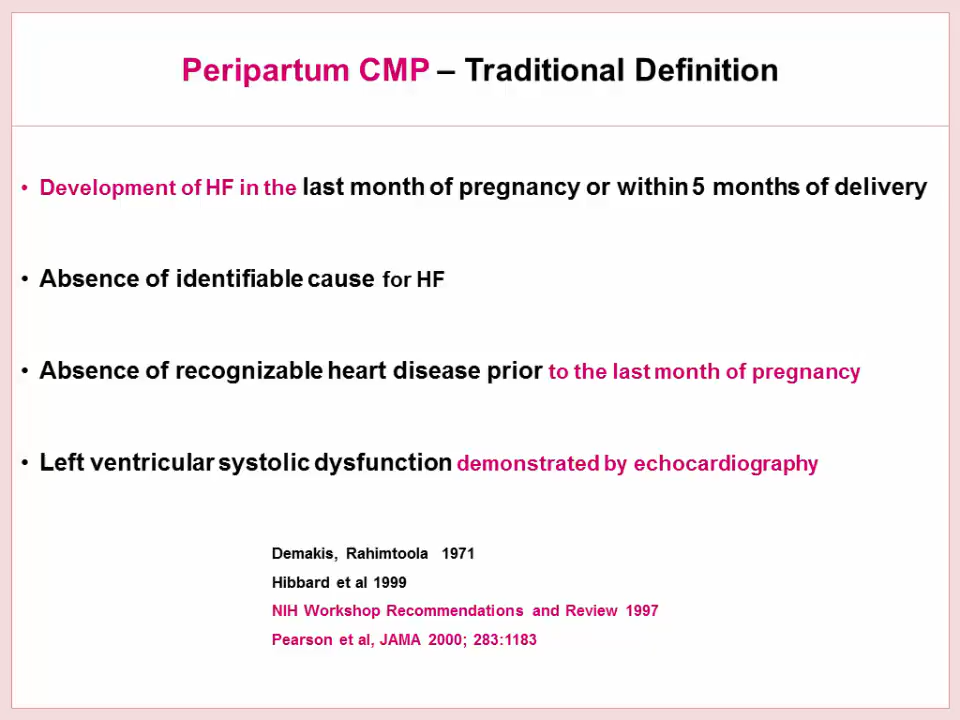 Peripartum CMP – Traditional Definition
• Development of HF in the last month of pregnancy or within 5 months of delivery
• Absence of identifiable cause for HF
• Absence of recognizable heart disease prior to the last month of pregnancy
• Left ventricular systolic dysfunction demonstrated by echocardiography
Demakis, Rahimtoola 1971
Hibbard et al 1999
NIH Workshop Recommendations and Review 1997
Pearson et al, JAMA 2000; 283:1183